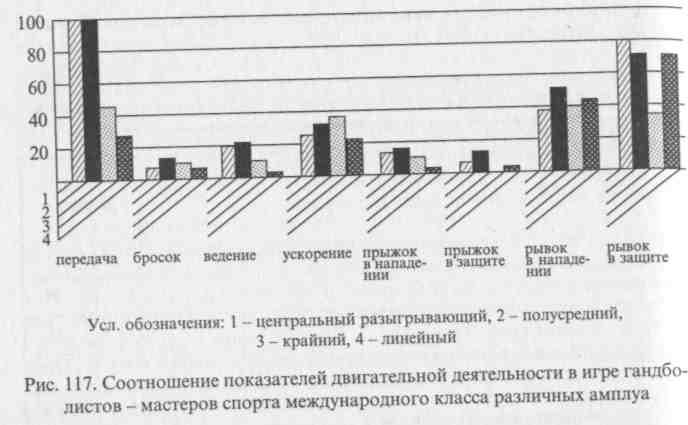 100
80
60
40
20
1
2
3
4
передача бросок ведение ускорение прыжок в нападе-нии прыжок в защите рывок в нападе-нии рывок в защите
Усл. обозначения: 1 – центральный разыгрывающий, 2 – полусредний,
3 – крайний, 4 – линейный
Рис. 117. Соотношение показателей двигательной деятельности в игре гандбо-
листов – мастеров спорта международного класса различных амплуа